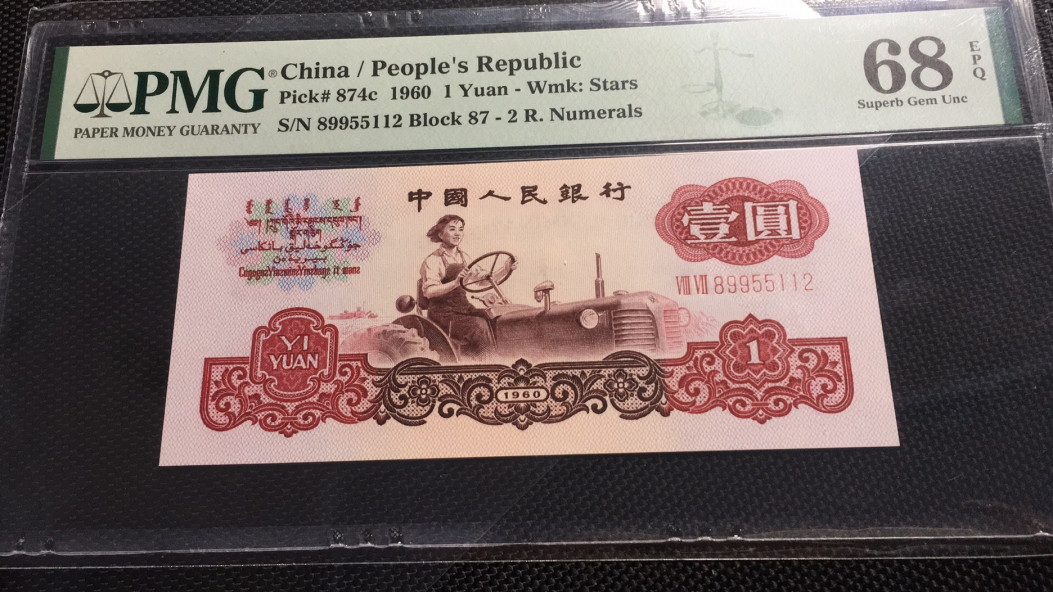 PMG®
PAPER MONEY GUARANTY
China / People's Republic
Pick# 874c 1960 1 Yuan - Wmk: Stars
S/N 89955112 Block 87 - 2 R. Numerals
68
EPQ
Superb Gem Unc
中國人民銀行
壹圓
VIII VII 89955112
YI
YUAN
1
1960